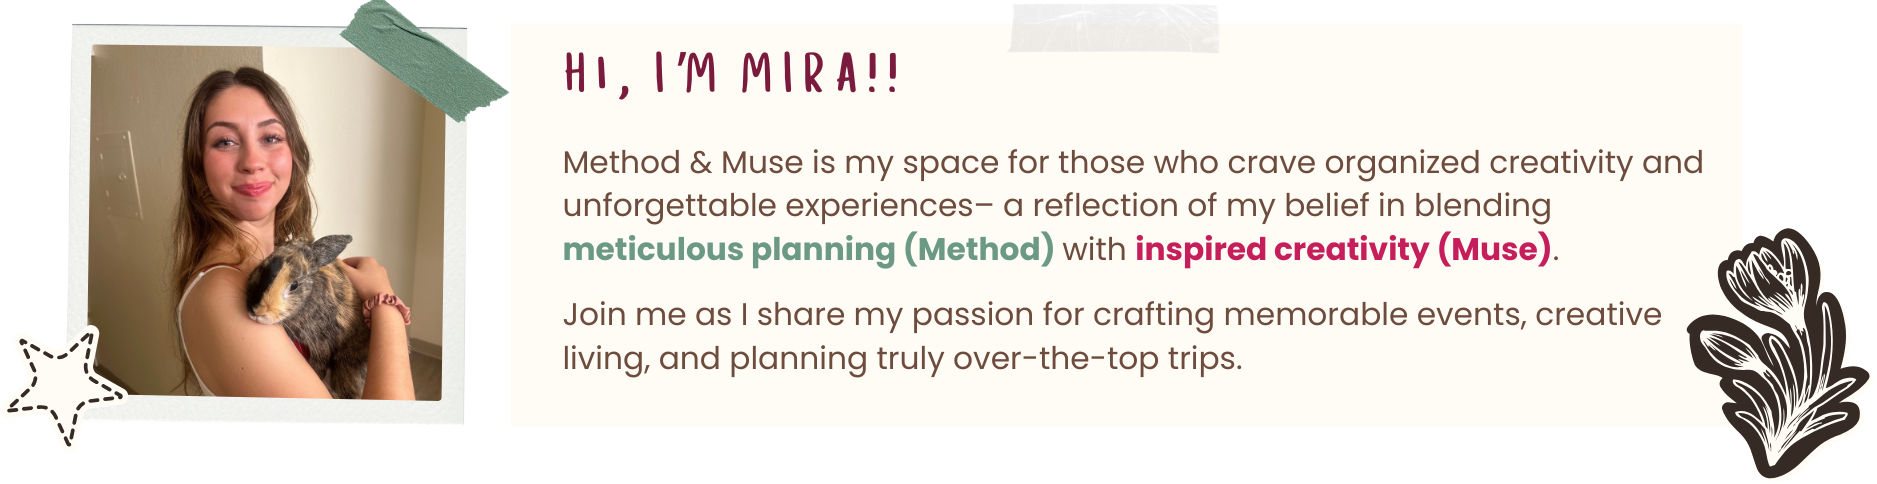 HI, I'M MIRA!!
Method & Muse is my space for those who crave organized creativity and
unforgettable experiences– a reflection of my belief in blending
meticulous planning (Method) with inspired creativity (Muse).
Join me as I share my passion for crafting memorable events, creative
living, and planning truly over-the-top trips.